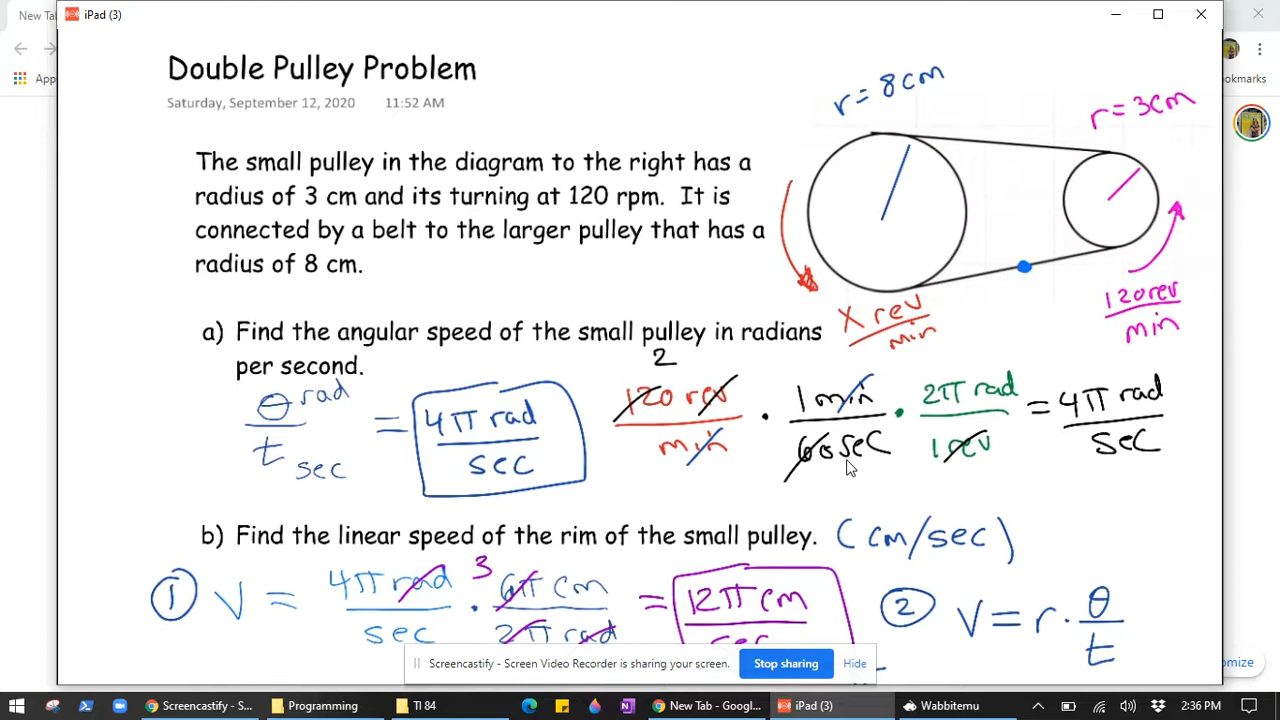 New Tab
iPad (3)
App
okmarks
Double Pulley Problem
Saturday, September 12, 2020 11:52 AM
r = 8cm
r = 3cm
The small pulley in the diagram to the right has a
radius of 3 cm and its turning at 120 rpm. It is
connected by a belt to the larger pulley that has a
radius of 8 cm.
X rev
min
120 rev
min
a) Find the angular speed of the small pulley in radians
per second.
θ rad / t sec = 4π rad / sec
2
120 rev / min · 1 min / 60 sec · 2π rad / 1 rev = 4π rad / sec
b) Find the linear speed of the rim of the small pulley. (cm/sec)
① V = 4π rad / sec · 3 6π cm / 2π rad = 12π cm / sec
② V = r · θ / t
Screencastify - Screen Video Recorder is sharing your screen. Stop sharing Hide
omize
Screencastify - S... Programming TI 84 New Tab - Googl... iPad (3) Wabbitemu 2:36 PM